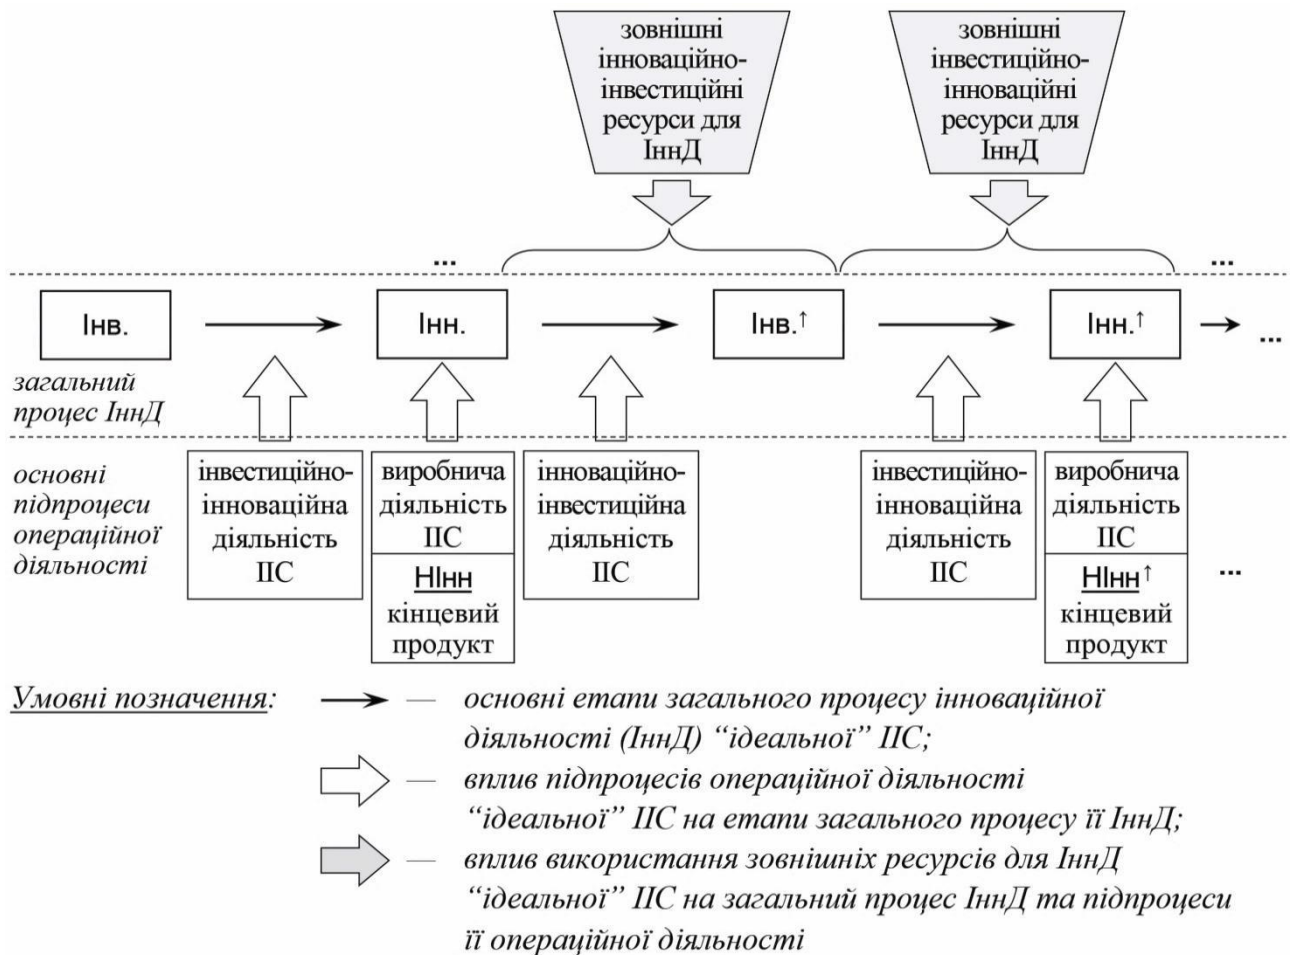 зовнішні
інноваційно-
інвестиційні
ресурси для
ІннД
зовнішні
інвестиційно-
інноваційні
ресурси для
ІннД
...
...
Інв.
Інн.
Інв.↑
Інн.↑
...
загальний
процес ІннД
основні
підпроцеси
операційної
діяльності
інвестиційно-
інноваційна
діяльність
ІІС
виробнича
діяльність
ІІС
НІнн
кінцевий
продукт
інноваційно-
інвестиційна
діяльність
ІІС
інвестиційно-
інноваційна
діяльність
ІІС
виробнича
діяльність
ІІС
НІнн↑
кінцевий
продукт
...
Умовні позначення:
— основні етапи загального процесу інноваційної
діяльності (ІннД) “ідеальної” ІІС;
— вплив підпроцесів операційної діяльності
“ідеальної” ІІС на етапи загального процесу її ІннД;
— вплив використання зовнішніх ресурсів для ІннД
“ідеальної” ІІС на загальний процес ІннД та підпроцеси
її операційної діяльності